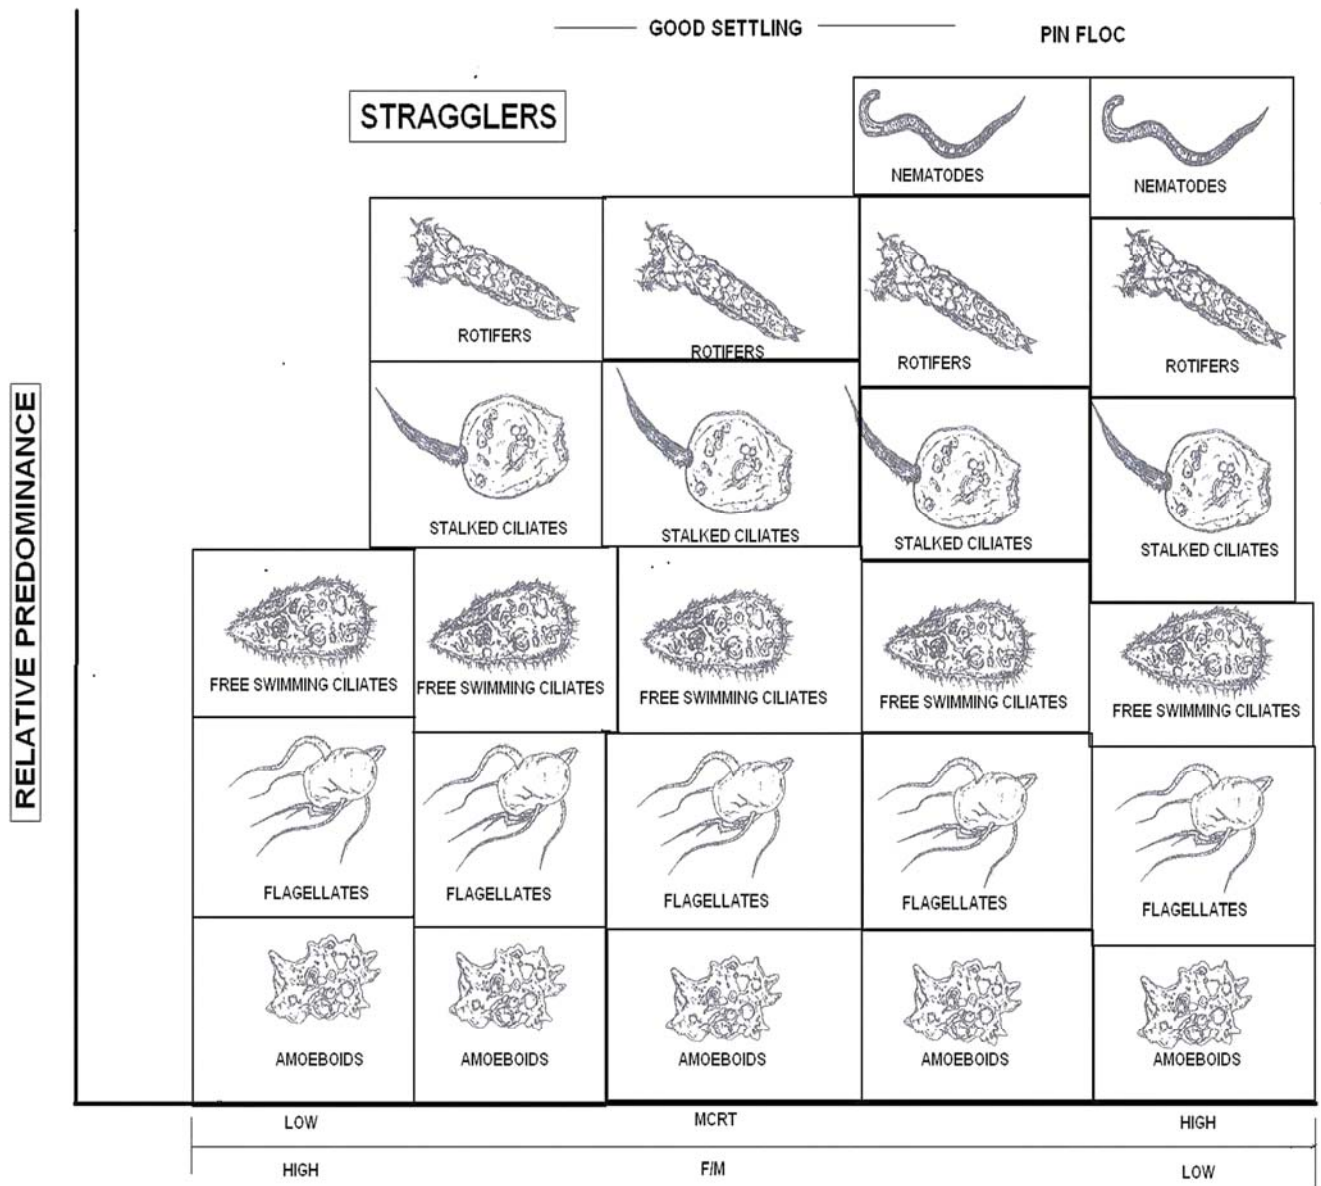 GOOD SETTLING
PIN FLOC
STRAGGLERS
NEMATODES
NEMATODES
ROTIFERS
ROTIFERS
ROTIFERS
ROTIFERS
RELATIVE PREDOMINANCE
STALKED CILIATES
STALKED CILIATES
STALKED CILIATES
STALKED CILIATES
FREE SWIMMING CILIATES
FREE SWIMMING CILIATES
FREE SWIMMING CILIATES
FREE SWIMMING CILIATES
FREE SWIMMING CILIATES
FLAGELLATES
FLAGELLATES
FLAGELLATES
FLAGELLATES
FLAGELLATES
AMOEBOIDS
AMOEBOIDS
AMOEBOIDS
AMOEBOIDS
AMOEBOIDS
LOW
MCRT
HIGH
HIGH
F/M
LOW